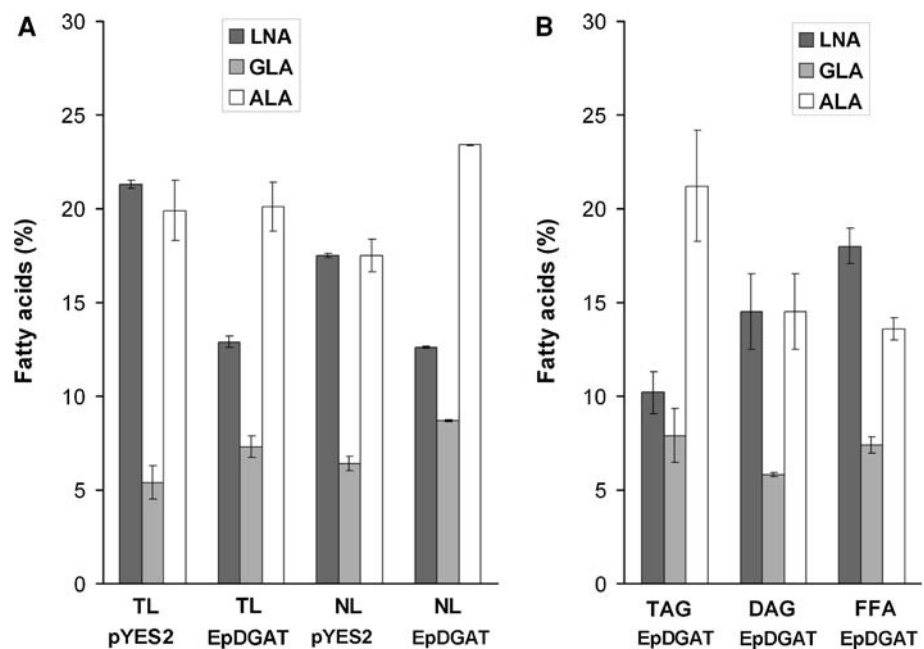 A
Fatty acids (%)
30
25
20
15
10
5
0
LNA
GLA
ALA
TL TL NL NL
pYES2 EpDGAT pYES2 EpDGAT
B
Fatty acids (%)
30
25
20
15
10
5
0
LNA
GLA
ALA
TAG DAG FFA
EpDGAT EpDGAT EpDGAT